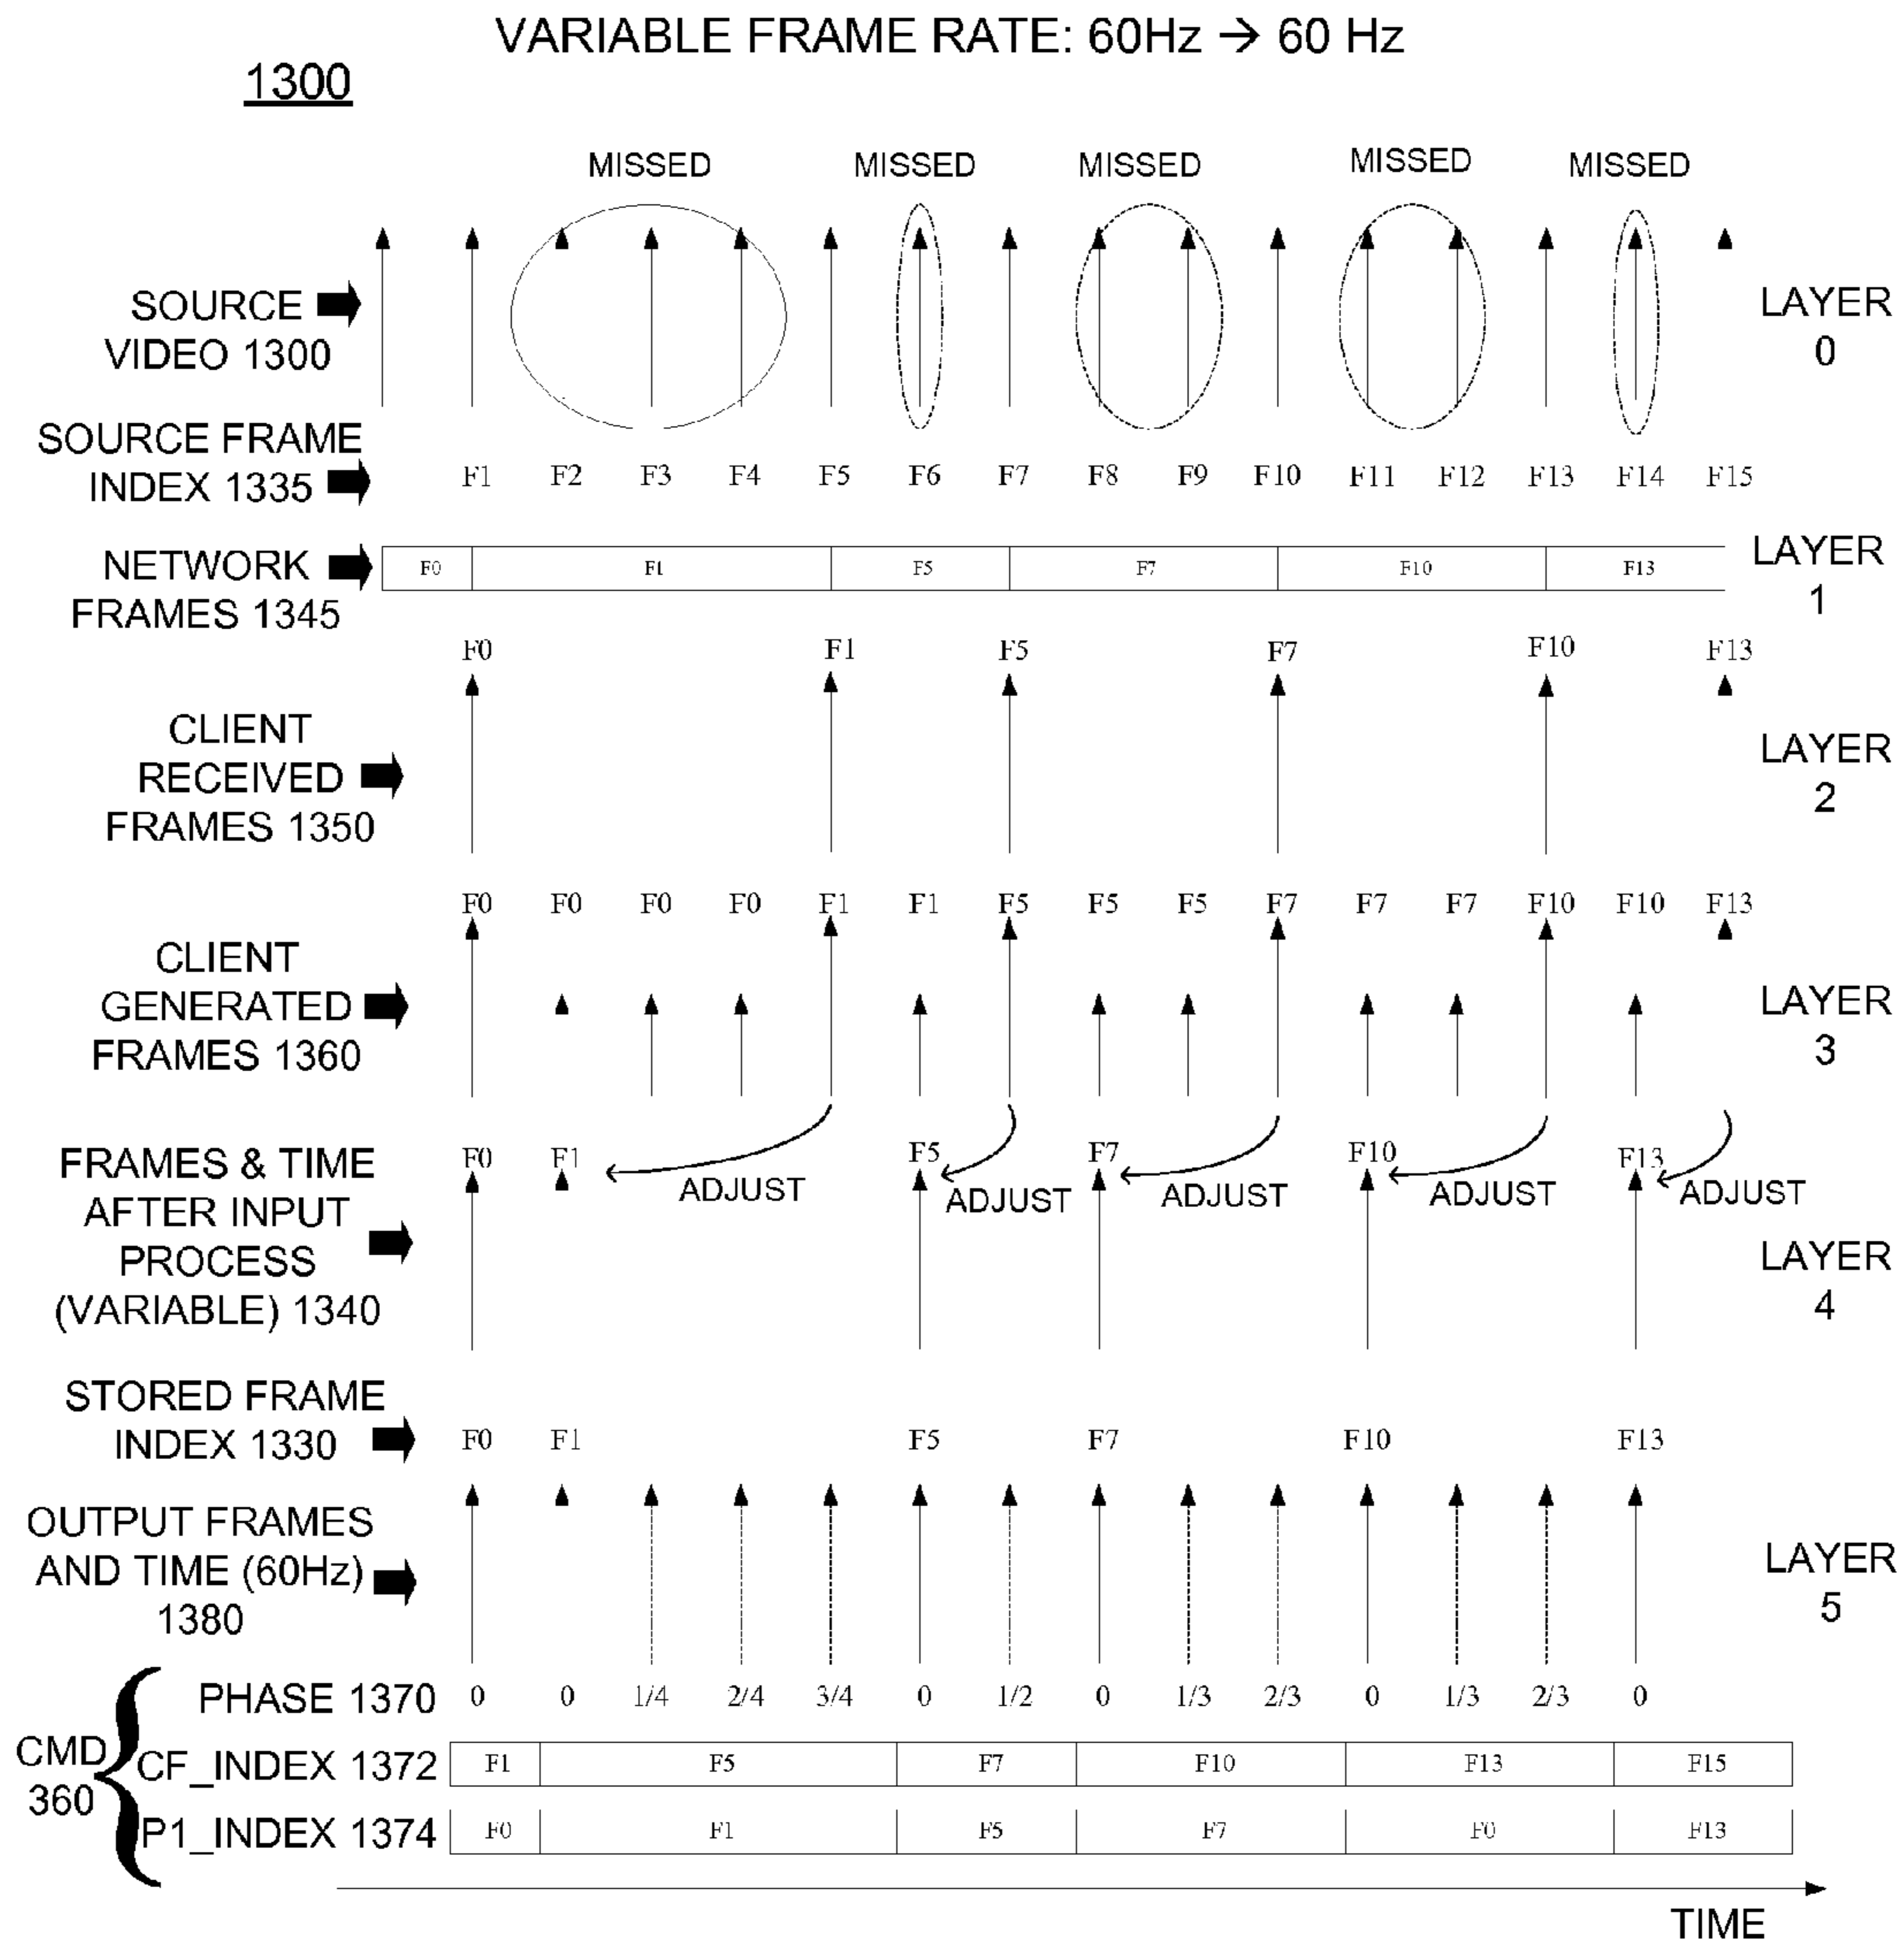 VARIABLE FRAME RATE: 60Hz → 60 Hz
1300
MISSED MISSED MISSED MISSED MISSED
SOURCE
VIDEO 1300
LAYER
0
SOURCE FRAME
INDEX 1335
F1 F2 F3 F4 F5 F6 F7 F8 F9 F10 F11 F12 F13 F14 F15
NETWORK
FRAMES 1345
F0 F1 F5 F7 F10 F13
LAYER
1
F0 F1 F5 F7 F10 F13
CLIENT
RECEIVED
FRAMES 1350
LAYER
2
F0 F0 F0 F0 F1 F1 F5 F5 F5 F7 F7 F7 F10 F10 F13
CLIENT
GENERATED
FRAMES 1360
LAYER
3
FRAMES & TIME
AFTER INPUT
PROCESS
(VARIABLE) 1340
F0 F1 F5 F7 F10 F13
ADJUST ADJUST ADJUST ADJUST ADJUST
LAYER
4
STORED FRAME
INDEX 1330
F0 F1 F5 F7 F10 F13
OUTPUT FRAMES
AND TIME (60Hz)
1380
LAYER
5
PHASE 1370 0 0 1/4 2/4 3/4 0 1/2 0 1/3 2/3 0 1/3 2/3 0
CMD
360
CF_INDEX 1372 F1 F5 F7 F10 F13 F15
P1_INDEX 1374 F0 F1 F5 F7 F0 F13
TIME